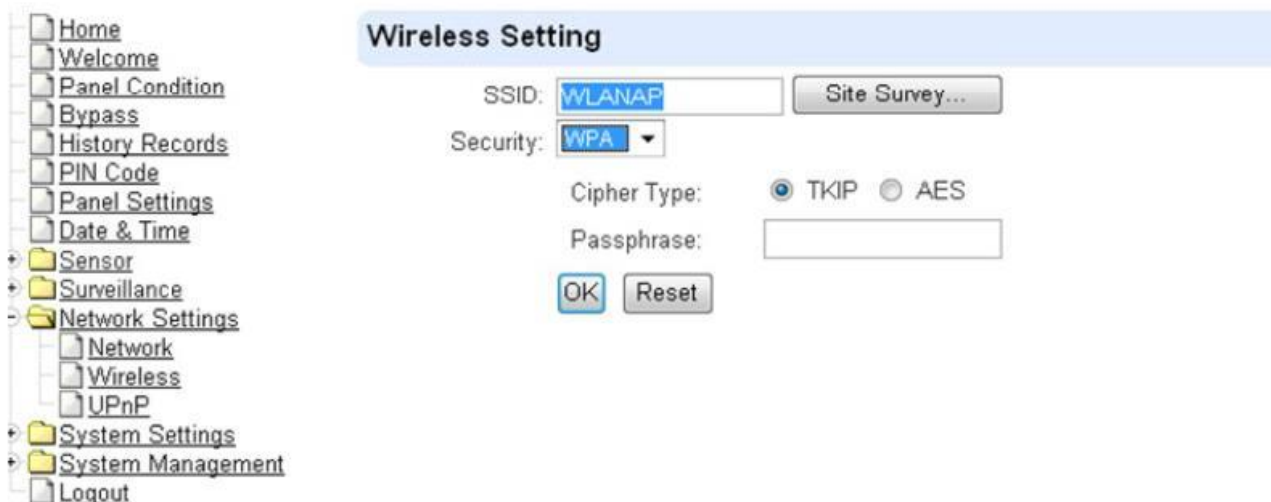 Home
Welcome
Panel Condition
Bypass
History Records
PIN Code
Panel Settings
Date & Time
Sensor
Surveillance
Network Settings
Network
Wireless
UPnP
System Settings
System Management
Logout
Wireless Setting
SSID: WLANAP Site Survey...
Security: WPA
Cipher Type: TKIP AES
Passphrase:
OK Reset